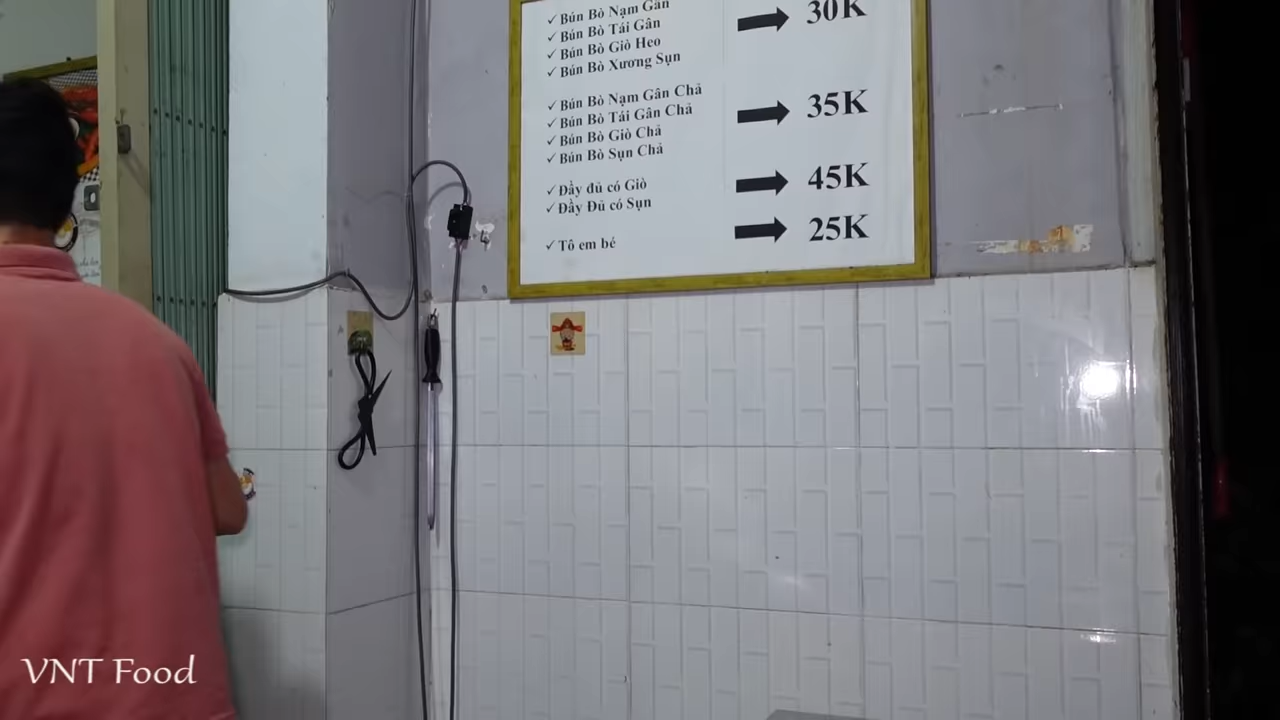 ✓ Bún Bò Nạm Gân
✓ Bún Bò Tái Gân
✓ Bún Bò Giò Heo
✓ Bún Bò Xương Sụn
30K
✓ Bún Bò Nạm Gân Chả
✓ Bún Bò Tái Gân Chả
✓ Bún Bò Giò Chả
✓ Bún Bò Sụn Chả
35K
✓ Đầy đủ có Giò
✓ Đầy Đủ có Sụn
45K
✓ Tô em bé
25K
VNT Food